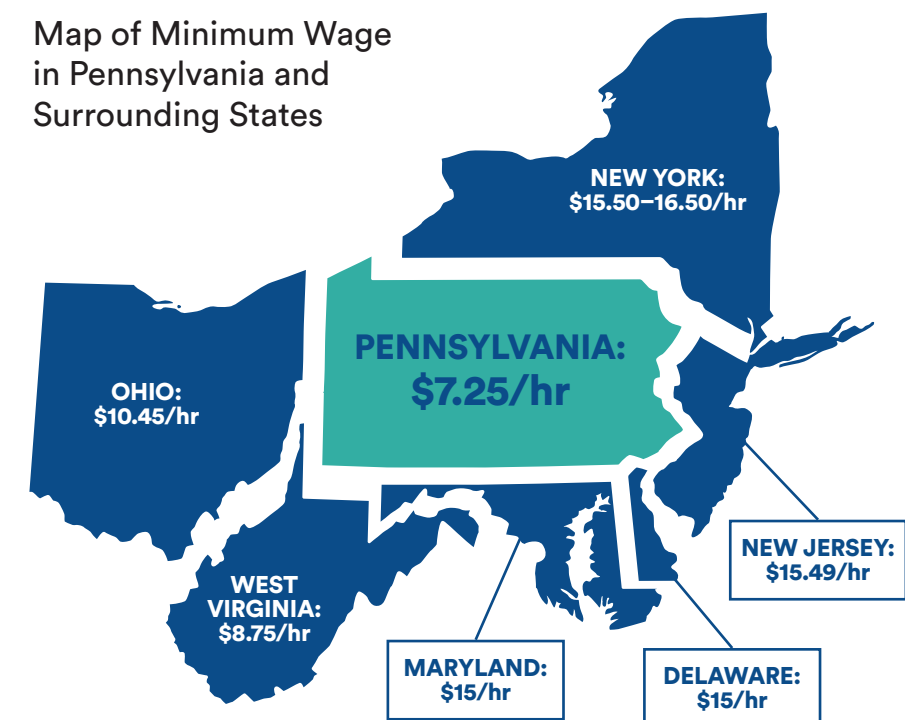 Map of Minimum Wage
in Pennsylvania and
Surrounding States
NEW YORK:
$15.50–16.50/hr
PENNSYLVANIA:
$7.25/hr
OHIO:
$10.45/hr
NEW JERSEY:
$15.49/hr
WEST
VIRGINIA:
$8.75/hr
MARYLAND:
$15/hr
DELAWARE:
$15/hr